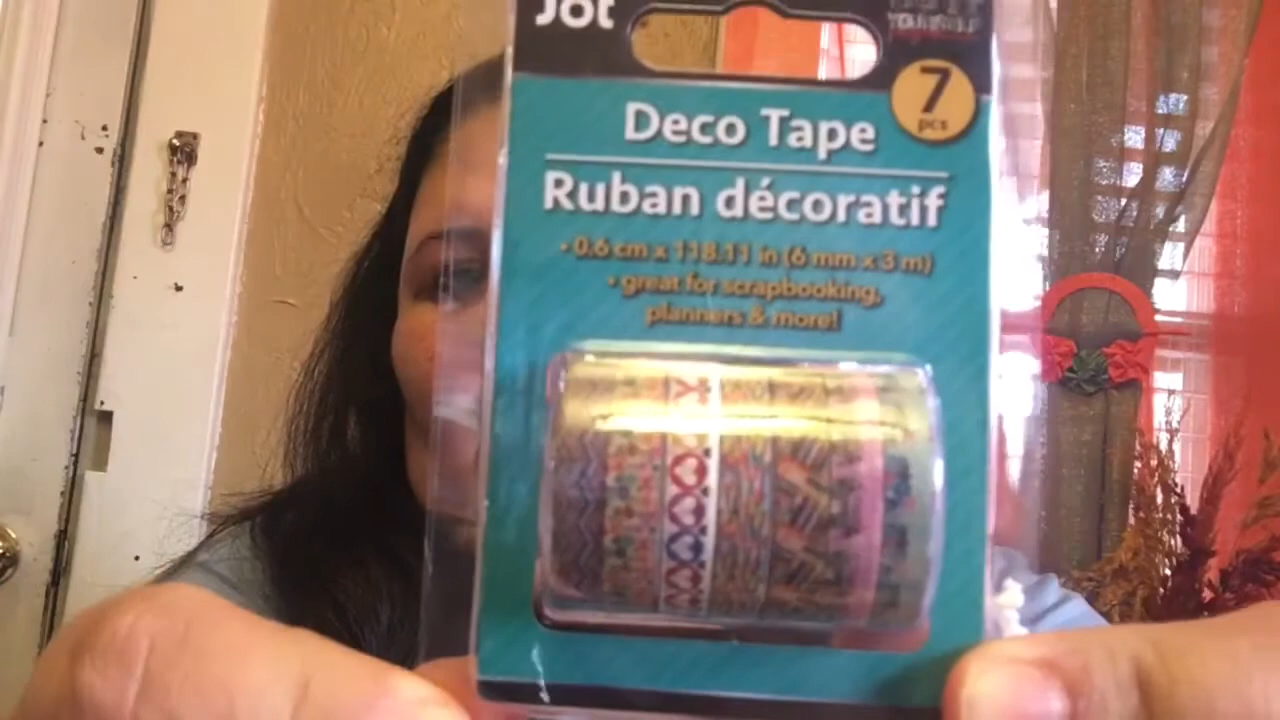 Jot
YOURSELF
7
pcs
Deco Tape
Ruban décoratif
• 0.6 cm x 118.11 in (6 mm x 3 m)
• great for scrapbooking,
planners & more!